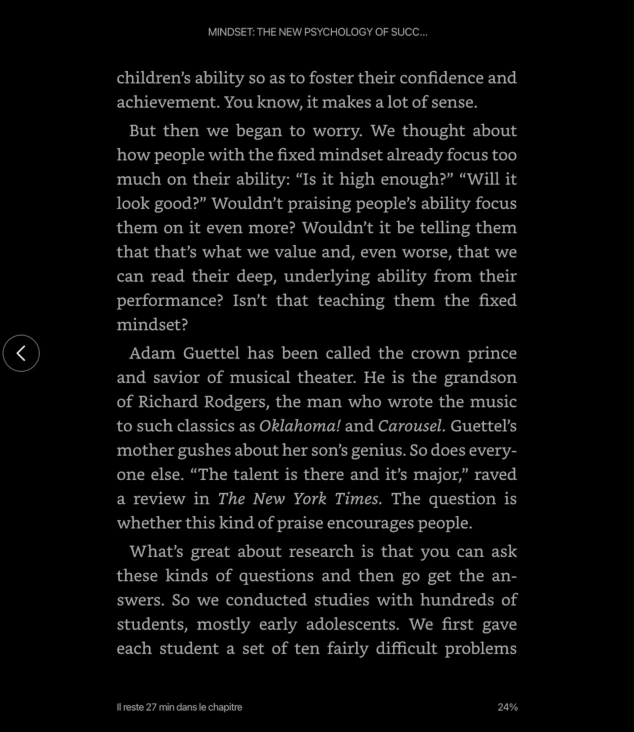 MINDSET: THE NEW PSYCHOLOGY OF SUCC...
children’s ability so as to foster their confidence and
achievement. You know, it makes a lot of sense.
But then we began to worry. We thought about
how people with the fixed mindset already focus too
much on their ability: “Is it high enough?” “Will it
look good?” Wouldn’t praising people’s ability focus
them on it even more? Wouldn’t it be telling them
that that’s what we value and, even worse, that we
can read their deep, underlying ability from their
performance? Isn’t that teaching them the fixed
mindset?
Adam Guettel has been called the crown prince
and savior of musical theater. He is the grandson
of Richard Rodgers, the man who wrote the music
to such classics as Oklahoma! and Carousel. Guettel’s
mother gushes about her son’s genius. So does every-
one else. “The talent is there and it’s major,” raved
a review in The New York Times. The question is
whether this kind of praise encourages people.
What’s great about research is that you can ask
these kinds of questions and then go get the an-
swers. So we conducted studies with hundreds of
students, mostly early adolescents. We first gave
each student a set of ten fairly difficult problems
Il reste 27 min dans le chapitre
24%